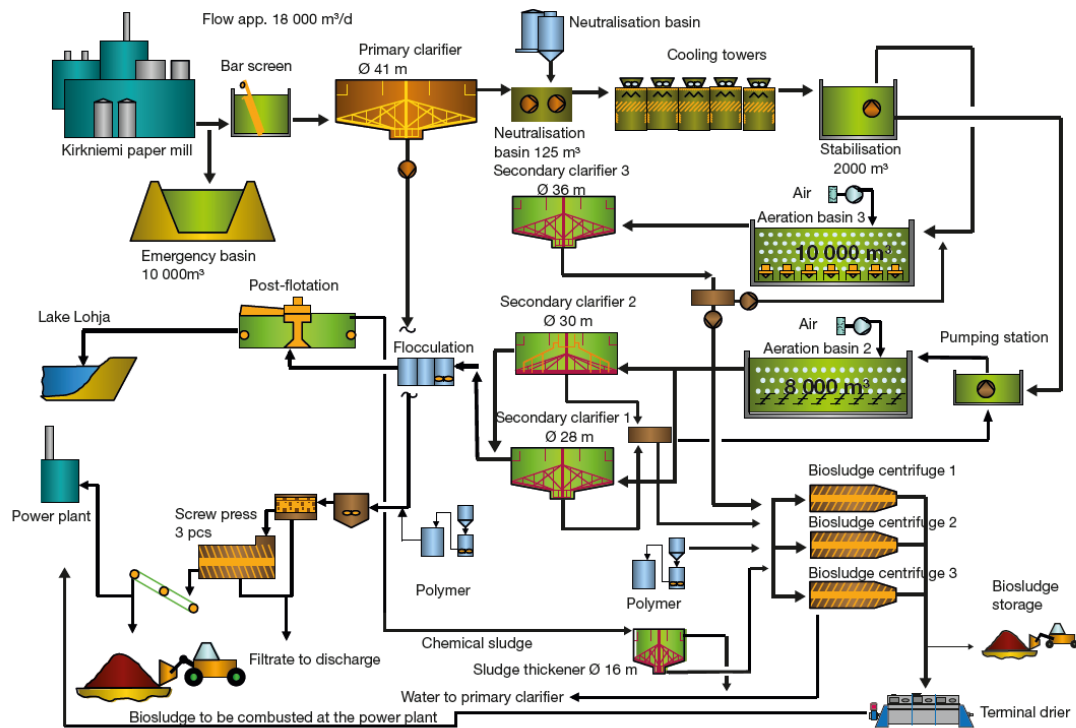 Flow app. 18 000 m³/d
Neutralisation basin
Primary clarifier
Ø 41 m
Cooling towers
Bar screen
Kirkniemi paper mill
Neutralisation
basin 125 m³
Stabilisation
2000 m³
Secondary clarifier 3
Ø 36 m
Air
Aeration basin 3
10 000 m³
Emergency basin
10 000m³
Post-flotation
Lake Lohja
Secondary clarifier 2
Ø 30 m
Air
Aeration basin 2
8 000 m³
Pumping station
Flocculation
Secondary clarifier 1
Ø 28 m
Biosludge centrifuge 1
Power plant
Screw press
3 pcs
Biosludge centrifuge 2
Biosludge centrifuge 3
Polymer
Polymer
Biosludge
storage
Chemical sludge
Filtrate to discharge
Sludge thickener Ø 16 m
Water to primary clarifier
Biosludge to be combusted at the power plant
Terminal drier